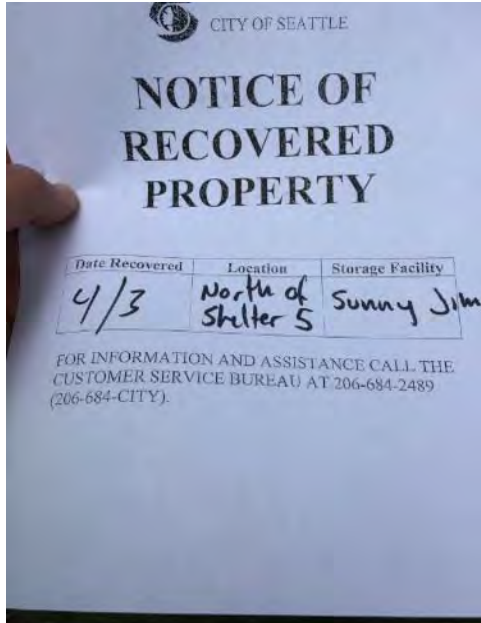 CITY OF SEATTLE
NOTICE OF
RECOVERED
PROPERTY
Date Recovered Location Storage Facility
4/3 North of Shelter 5 Sunny Jim
FOR INFORMATION AND ASSISTANCE CALL THE
CUSTOMER SERVICE BUREAU AT 206-684-2489
(206-684-CITY).